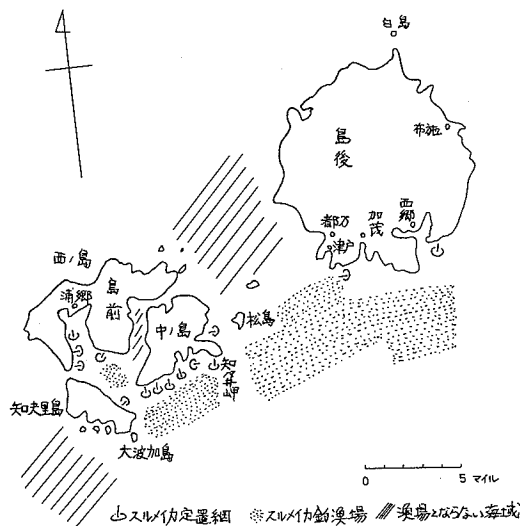 白島
島後
布施
西郷
加茂
都万
津戸
西ノ島
浦郷
島前
中ノ島
松島
知々井岬
知夫里島
大波加島
0 5 マイル
スルメイカ定置網 スルメイカ釣漁場 漁場とならない海域